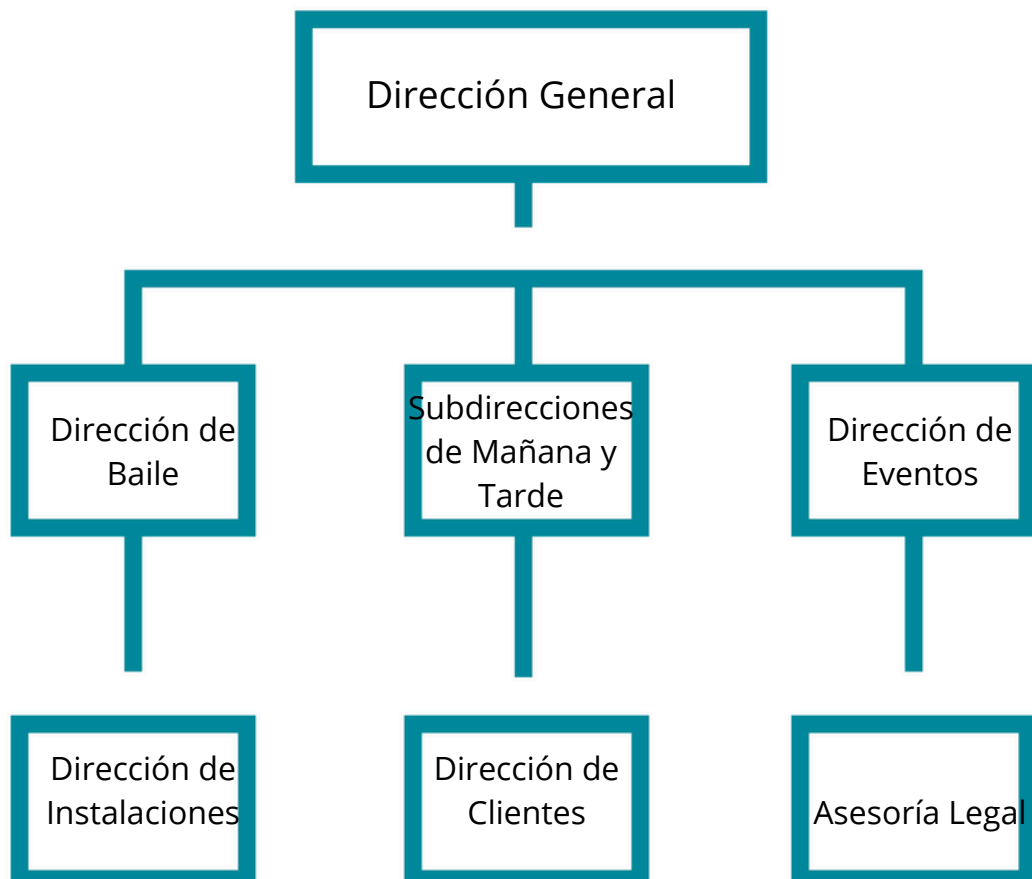 Dirección General
Dirección de
Baile
Subdirecciones
de Mañana y
Tarde
Dirección de
Eventos
Dirección de
Instalaciones
Dirección de
Clientes
Asesoría Legal